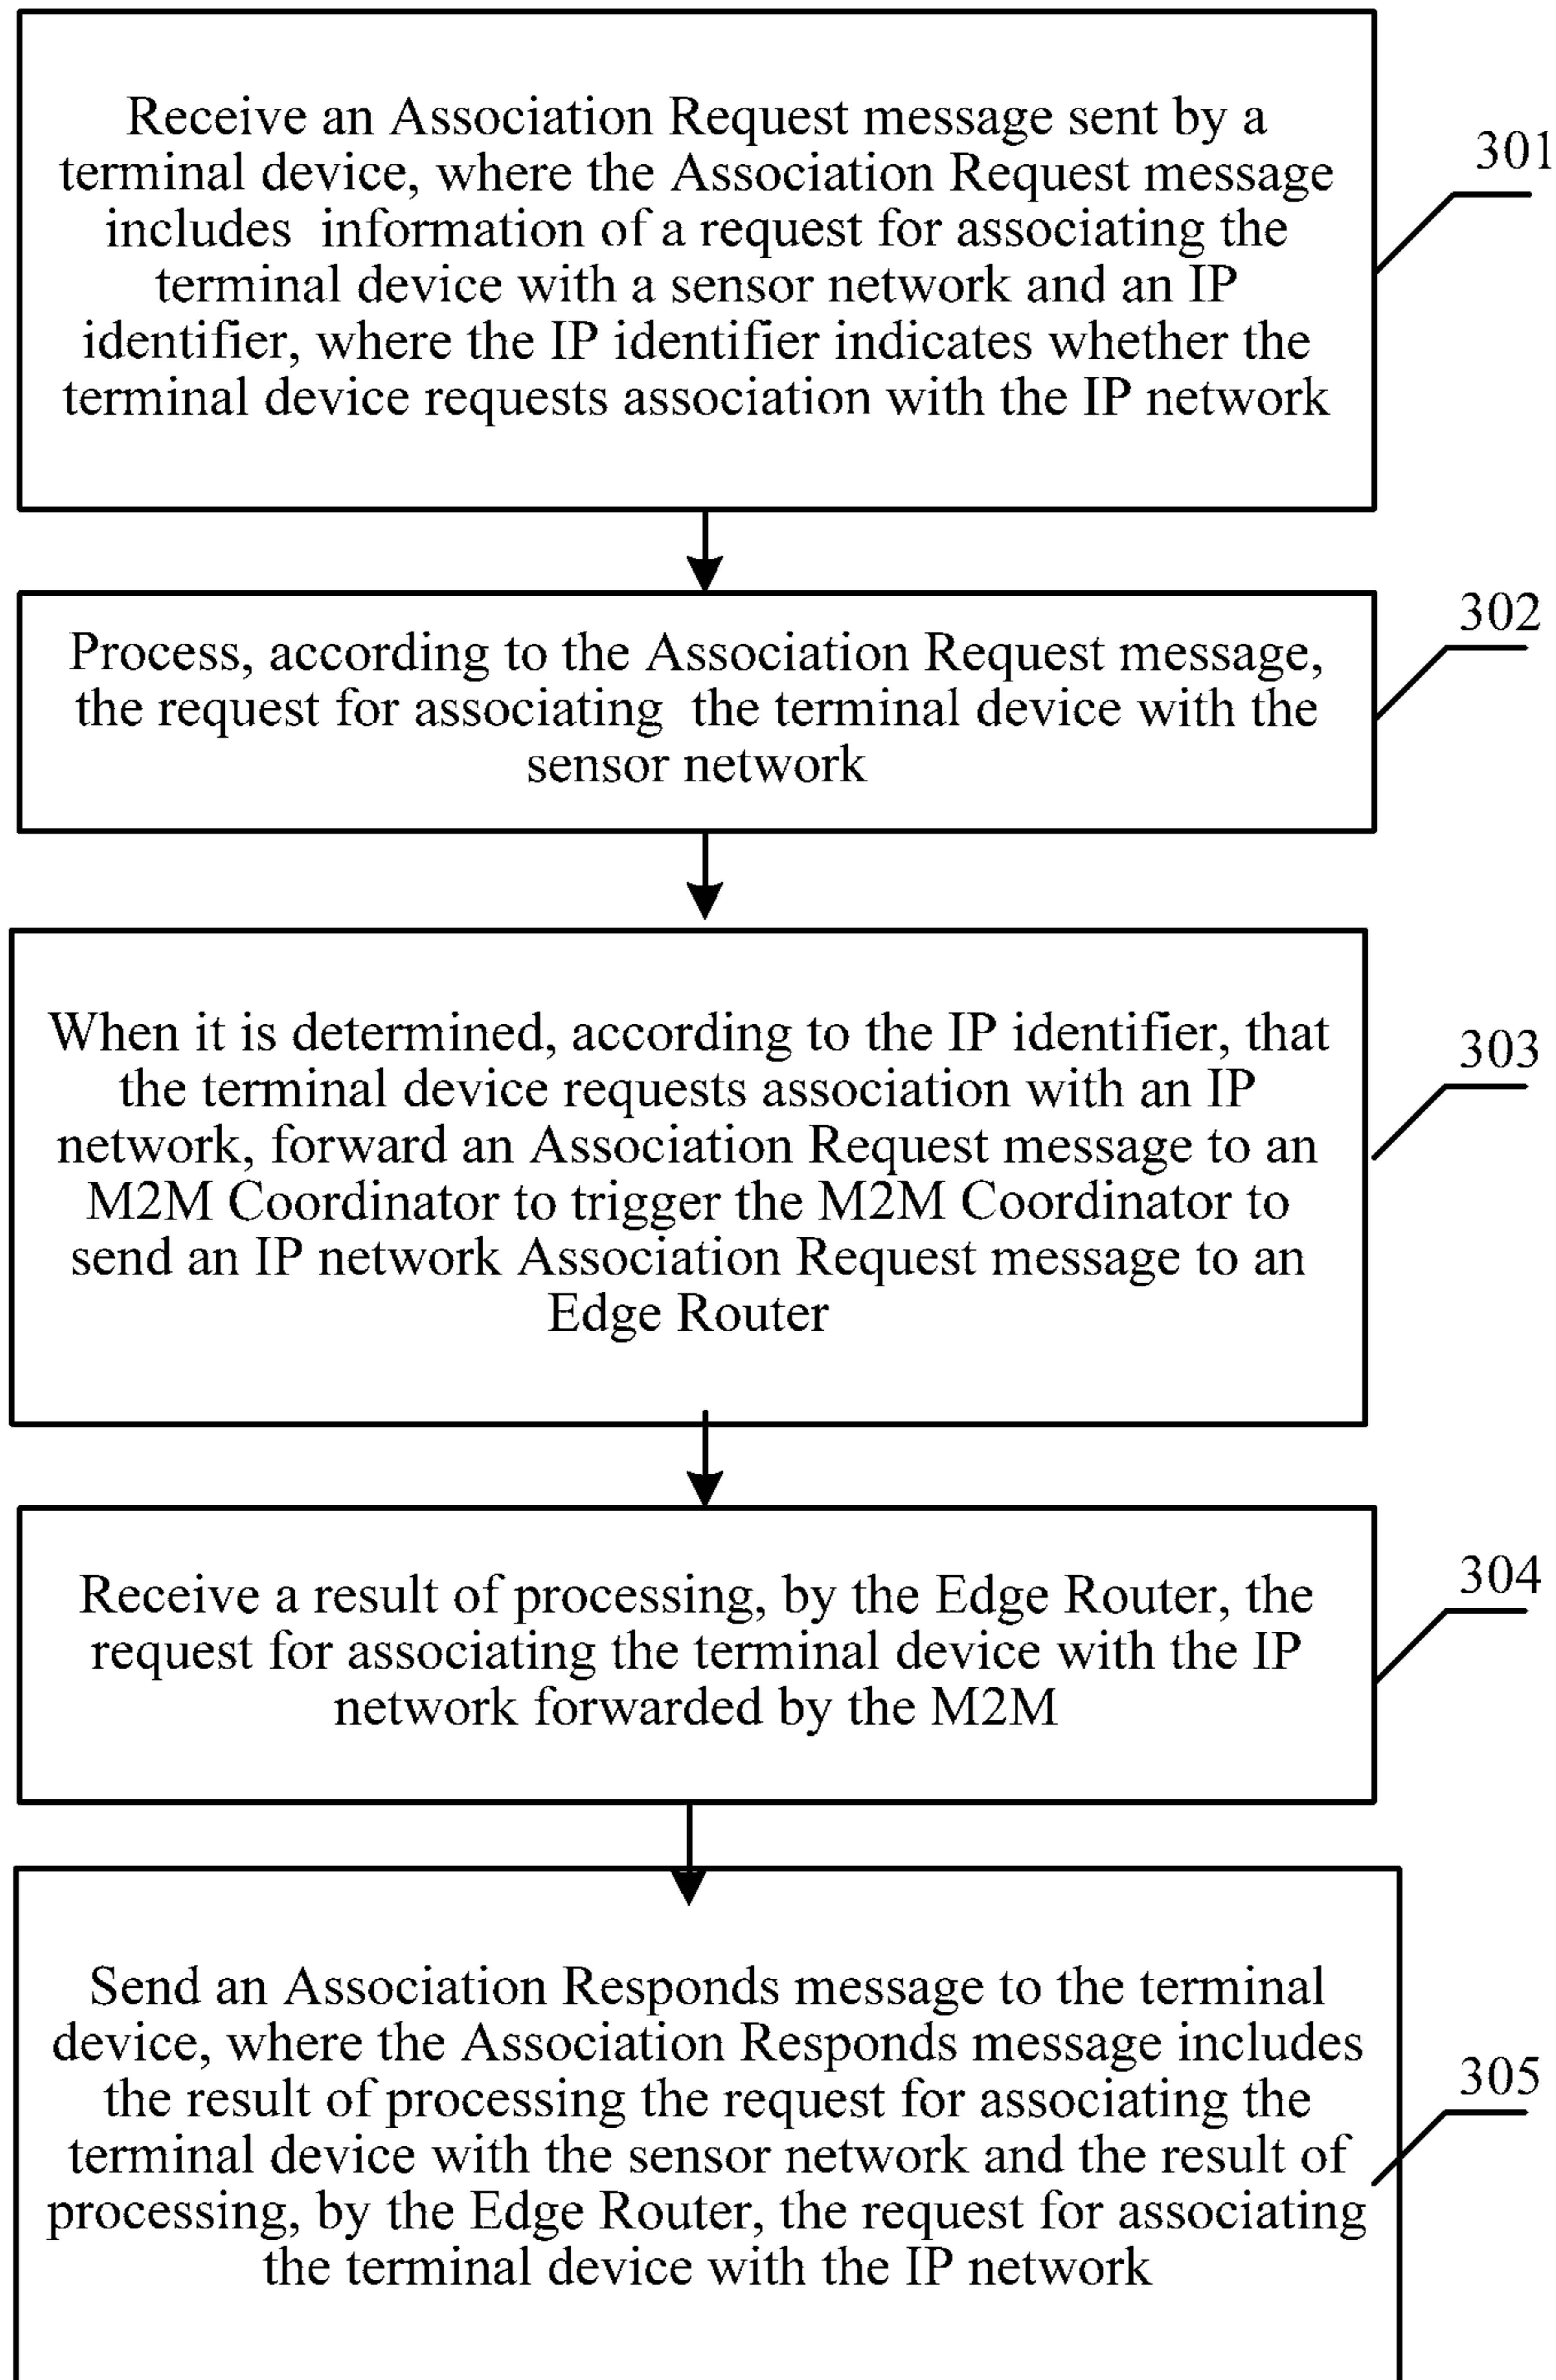 Receive an Association Request message sent by a
terminal device, where the Association Request message
includes information of a request for associating the
terminal device with a sensor network and an IP
identifier, where the IP identifier indicates whether the
terminal device requests association with the IP network
301
Process, according to the Association Request message,
the request for associating the terminal device with the
sensor network
302
When it is determined, according to the IP identifier, that
the terminal device requests association with an IP
network, forward an Association Request message to an
M2M Coordinator to trigger the M2M Coordinator to
send an IP network Association Request message to an
Edge Router
303
Receive a result of processing, by the Edge Router, the
request for associating the terminal device with the IP
network forwarded by the M2M
304
Send an Association Responds message to the terminal
device, where the Association Responds message includes
the result of processing the request for associating the
terminal device with the sensor network and the result of
processing, by the Edge Router, the request for associating
the terminal device with the IP network
305